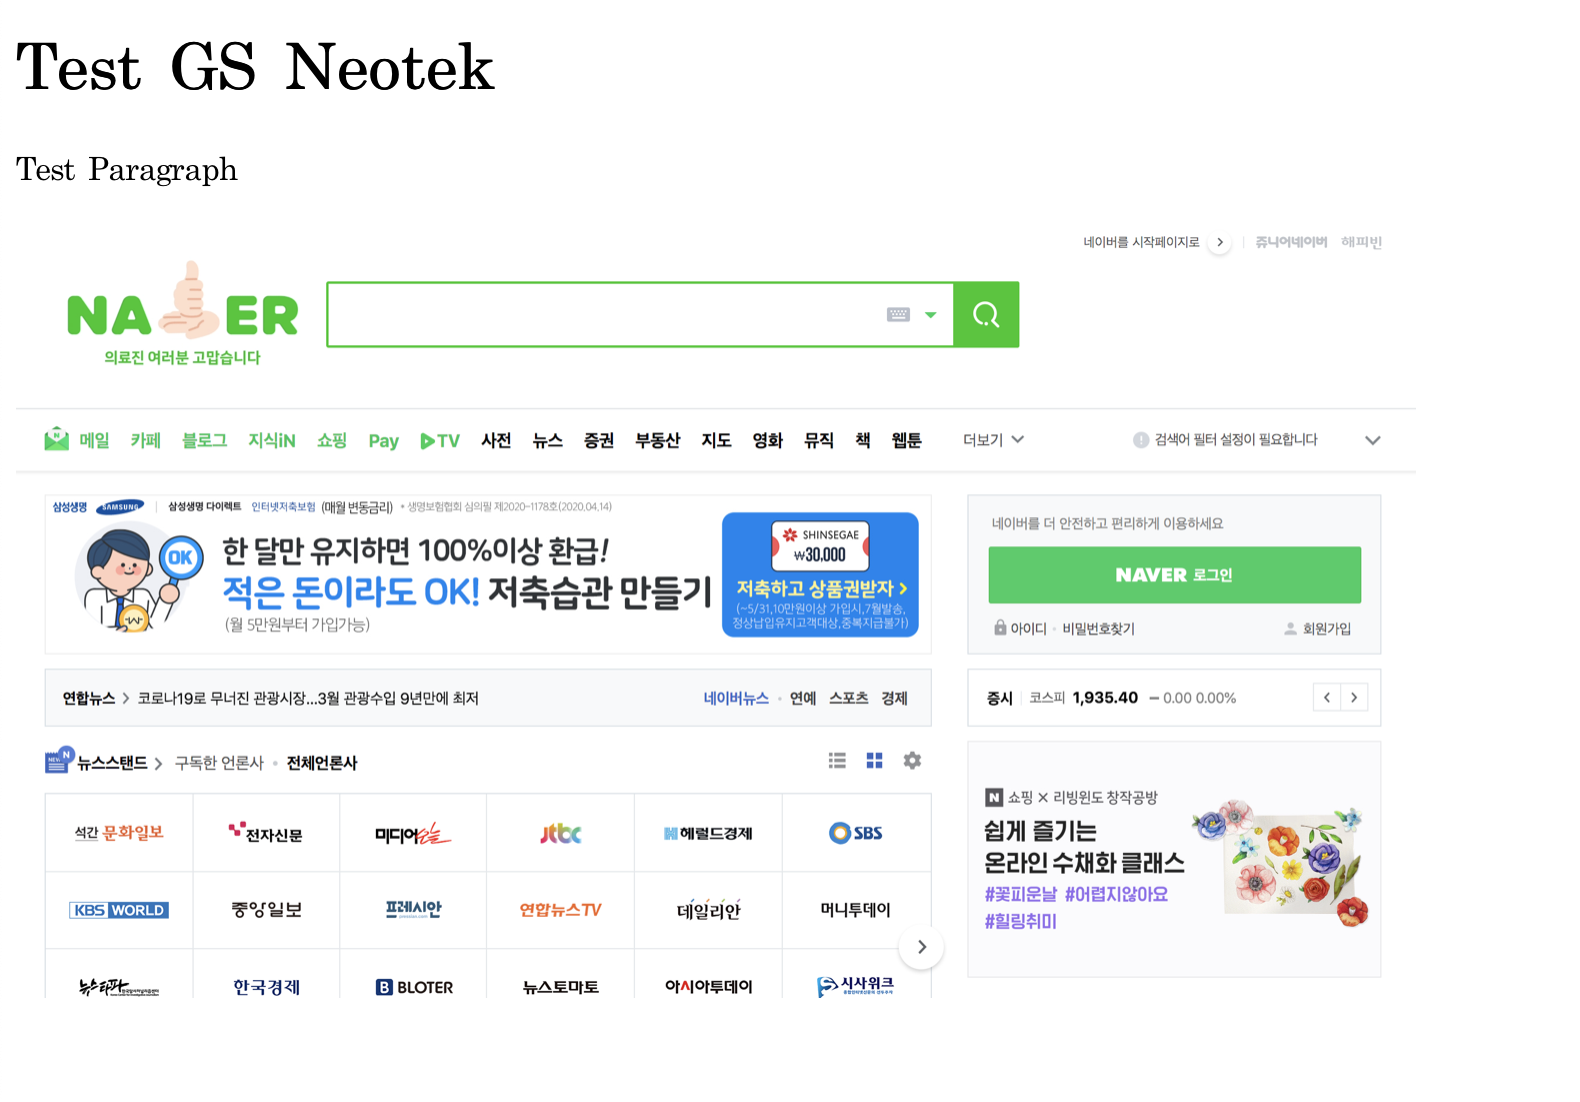 Test GS Neotek
Test Paragraph
네이버를 시작페이지로 쥬니어네이버 해피빈
NA ER
의료진 여러분 고맙습니다
메일 카페 블로그 지식iN 쇼핑 Pay TV 사전 뉴스 증권 부동산 지도 영화 뮤직 책 웹툰 더보기 검색어 필터 설정이 필요합니다
삼성생명 SAMSUNG 삼성생명 다이렉트 인터넷저축보험 (매월 변동금리) • 생명보험협회 심의필 제2020-1178호(2020.04.14)
OK
한 달만 유지하면 100%이상 환급!
적은 돈이라도 OK! 저축습관 만들기
(월 5만원부터 가입가능)
SHINSEGAE
₩30,000
저축하고 상품권받자 >
(~5/31,10만원이상 가입시,7월발송,
정상납입유지고객대상,중복지급불가)
네이버를 더 안전하고 편리하게 이용하세요
NAVER 로그인
아이디 • 비밀번호찾기 회원가입
연합뉴스 > 코로나19로 무너진 관광시장...3월 관광수입 9년만에 최저 네이버뉴스 • 연예 스포츠 경제
증시 코스피 1,935.40 – 0.00 0.00%
NEWS N 뉴스스탠드 > 구독한 언론사 • 전체언론사
석간 문화일보 전자신문 미디어오늘 jtbc 헤럴드경제 SBS
KBS WORLD 중앙일보 프레시안 연합뉴스TV 데일리안 머니투데이
뉴스타파 한국경제 B BLOTER 뉴스토마토 아시아투데이 시사위크
N 쇼핑 × 리빙윈도 창작공방
쉽게 즐기는
온라인 수채화 클래스
#꽃피운날 #어렵지않아요
#힐링취미